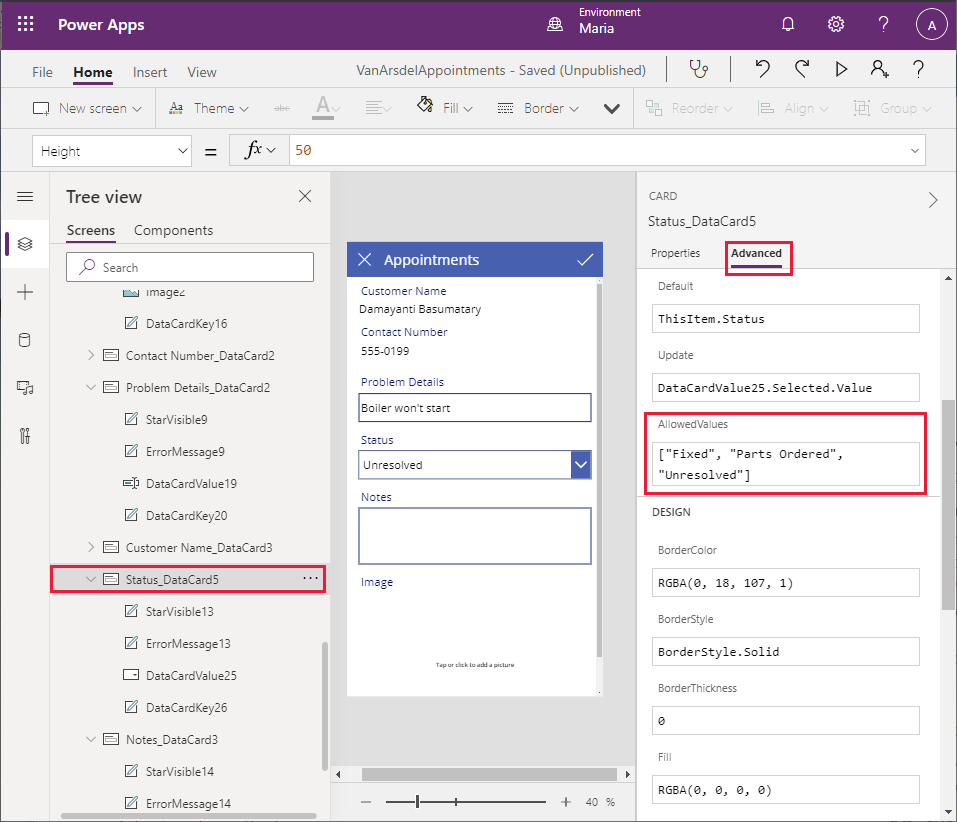 Power Apps
Environment
Maria
?
A
File
Home
Insert
View
VanArsdelAppointments - Saved (Unpublished)
?
New screen
Aa
Theme
abc
A
Fill
Border
Reorder
Align
Group
Height
=
fx
50
Tree view
Screens
Components
Search
image2
DataCardKey16
Contact Number_DataCard2
Problem Details_DataCard2
StarVisible9
ErrorMessage9
DataCardValue19
DataCardKey20
Customer Name_DataCard3
Status_DataCard5
...
StarVisible13
ErrorMessage13
DataCardValue25
DataCardKey26
Notes_DataCard3
StarVisible14
ErrorMessage14
Appointments
Customer Name
Damayanti Basumatary
Contact Number
555-0199
Problem Details
Boiler won't start
Status
Unresolved
Notes
Image
Tap or click to add a picture
40 %
CARD
Status_DataCard5
Properties
Advanced
Default
ThisItem.Status
Update
DataCardValue25.Selected.Value
AllowedValues
["Fixed", "Parts Ordered",
"Unresolved"]
DESIGN
BorderColor
RGBA(0, 18, 107, 1)
BorderStyle
BorderStyle.Solid
BorderThickness
0
Fill
RGBA(0, 0, 0, 0)